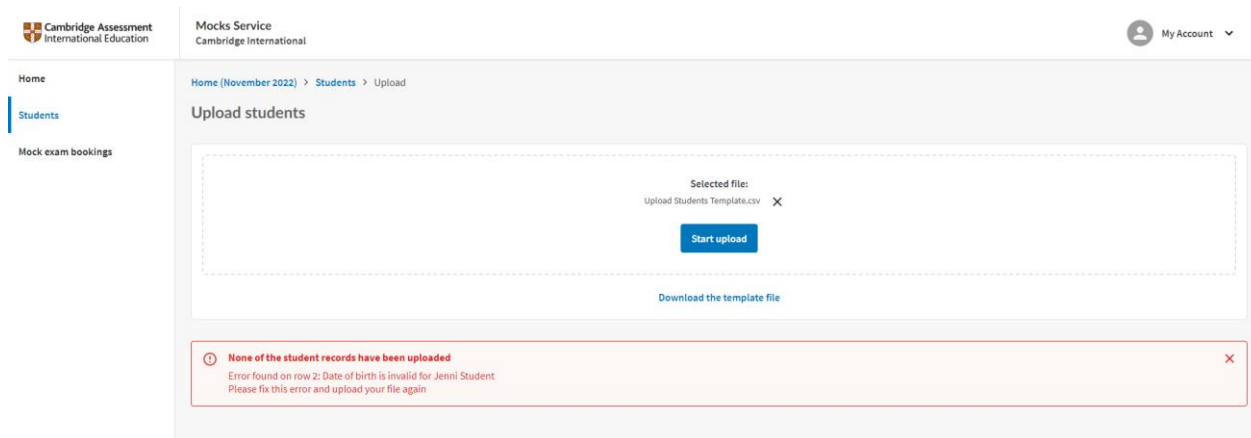 Cambridge Assessment
International Education
Mocks Service
Cambridge International
My Account
Home
Students
Mock exam bookings
Home (November 2022) > Students > Upload
Upload students
Selected file:
Upload Students Template.csv
Start upload
Download the template file
None of the student records have been uploaded
Error found on row 2: Date of birth is invalid for Jenni Student
Please fix this error and upload your file again